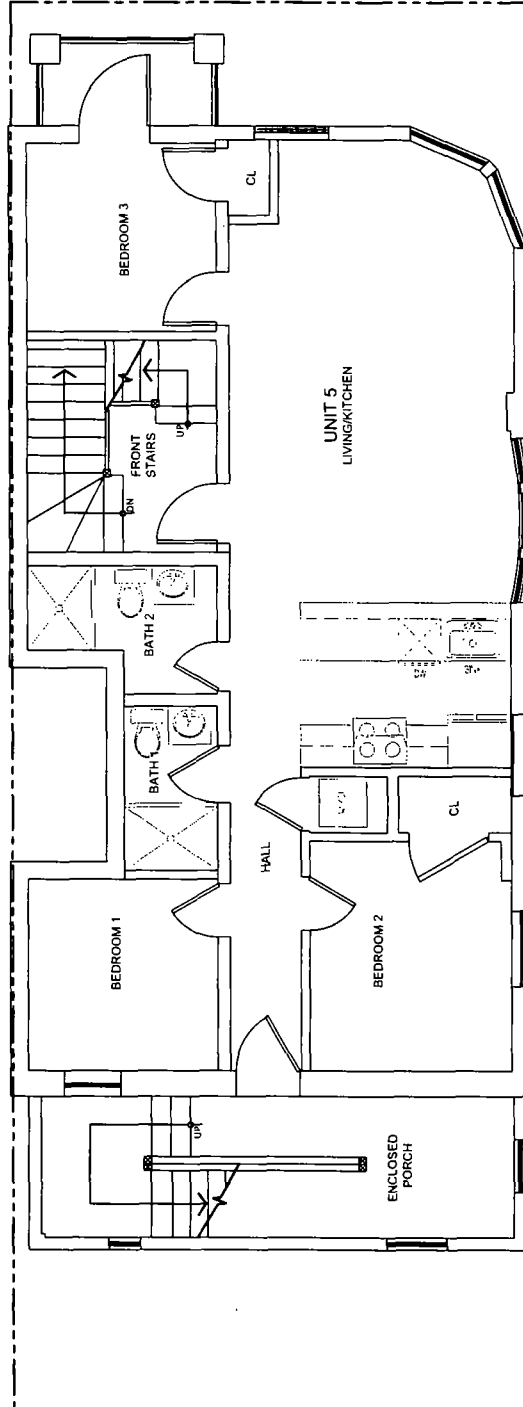 BEDROOM 3
CL
FRONT
STAIRS
UP
DN
UNIT 5
LIVING/KITCHEN
BATH 2
DW
BATH 1
HALL
W/D
CL
BEDROOM 1
BEDROOM 2
UP
ENCLOSED
PORCH